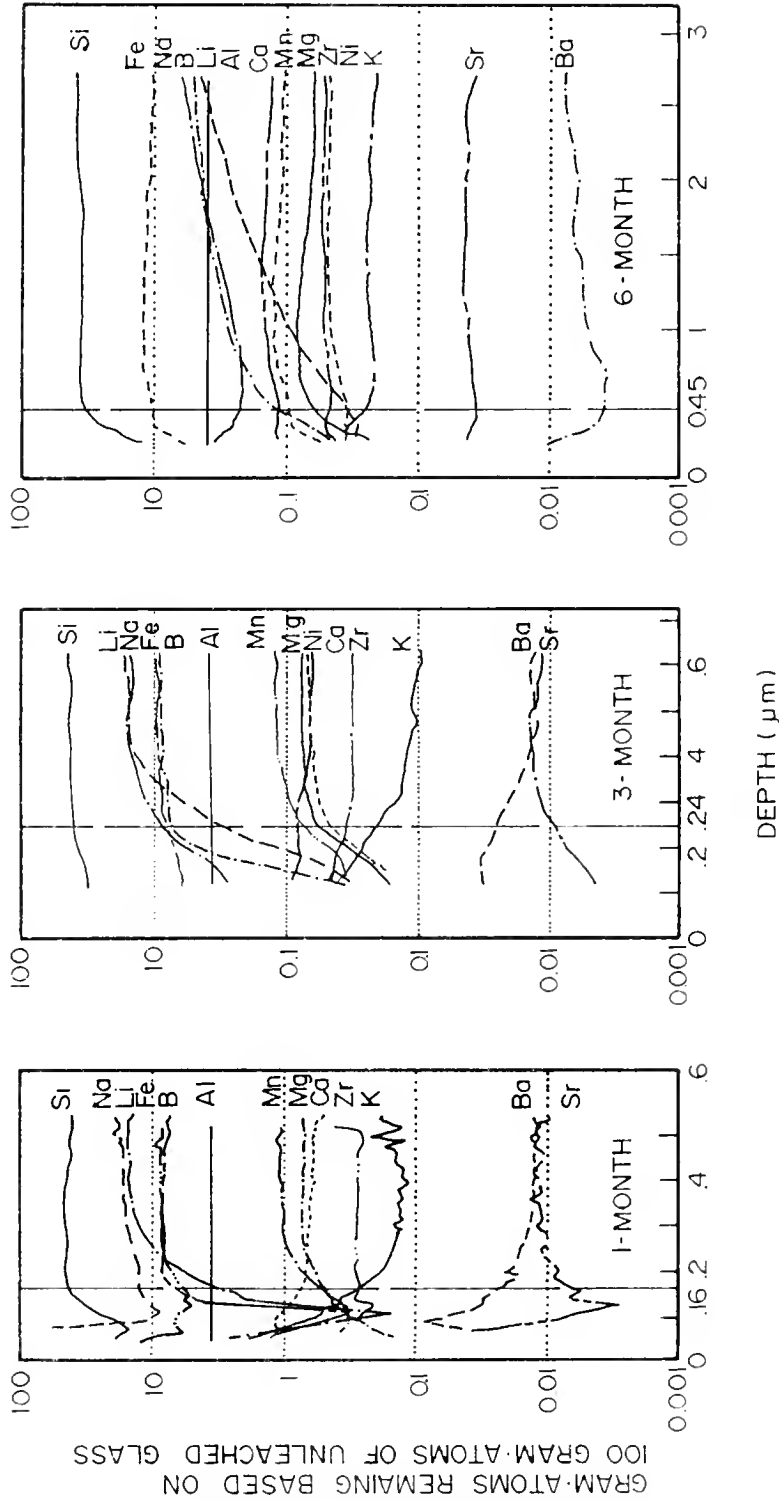 GRAM-ATOMS REMAINING BASED ON
100 GRAM-ATOMS OF UNLEACHED GLASS
100
10
1
0.1
0.01
0.001
Si
Na
Li
Fe
B
Al
Mn
Mg
Ca
Zr
K
Ba
Sr
1-MONTH
0 .16 .2 .4 .6
100
10
0.1
0.1
0.01
0.001
Si
Li
Na
Fe
B
Al
Mn
Mg
Ni
Ca
Zr
K
Ba
Sr
3-MONTH
0 .2 .24 .4 .6
100
10
0.1
0.1
0.01
0001
Si
Fe
Na
B
Li
Al
Ca
Mn
Mg
Zr
Ni
K
Sr
Ba
6-MONTH
0 0.45 1 2 3
DEPTH (μm)